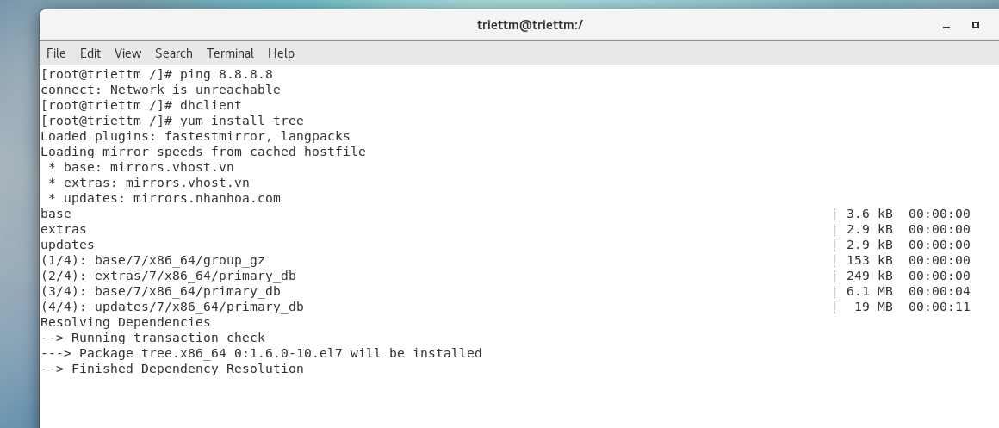 triettm@triettm:/
File Edit View Search Terminal Help
[root@triettm /]# ping 8.8.8.8
connect: Network is unreachable
[root@triettm /]# dhclient
[root@triettm /]# yum install tree
Loaded plugins: fastestmirror, langpacks
Loading mirror speeds from cached hostfile
 * base: mirrors.vhost.vn
 * extras: mirrors.vhost.vn
 * updates: mirrors.nhanhoa.com
base | 3.6 kB 00:00:00
extras | 2.9 kB 00:00:00
updates | 2.9 kB 00:00:00
(1/4): base/7/x86_64/group_gz | 153 kB 00:00:00
(2/4): extras/7/x86_64/primary_db | 249 kB 00:00:00
(3/4): base/7/x86_64/primary_db | 6.1 MB 00:00:04
(4/4): updates/7/x86_64/primary_db | 19 MB 00:00:11
Resolving Dependencies
--> Running transaction check
---> Package tree.x86_64 0:1.6.0-10.el7 will be installed
--> Finished Dependency Resolution